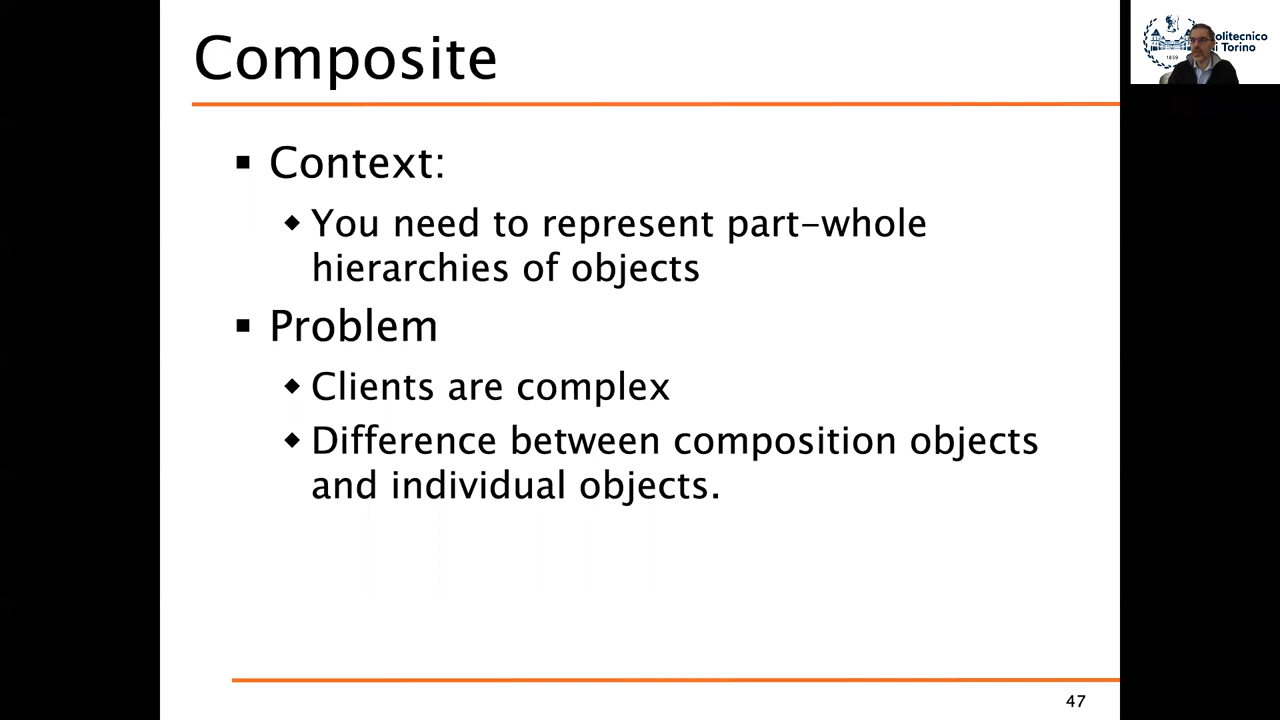 Composite
▪ Context:
◆ You need to represent part-whole
hierarchies of objects
▪ Problem
◆ Clients are complex
◆ Difference between composition objects
and individual objects.
47
olitecnico
i Torino
1859